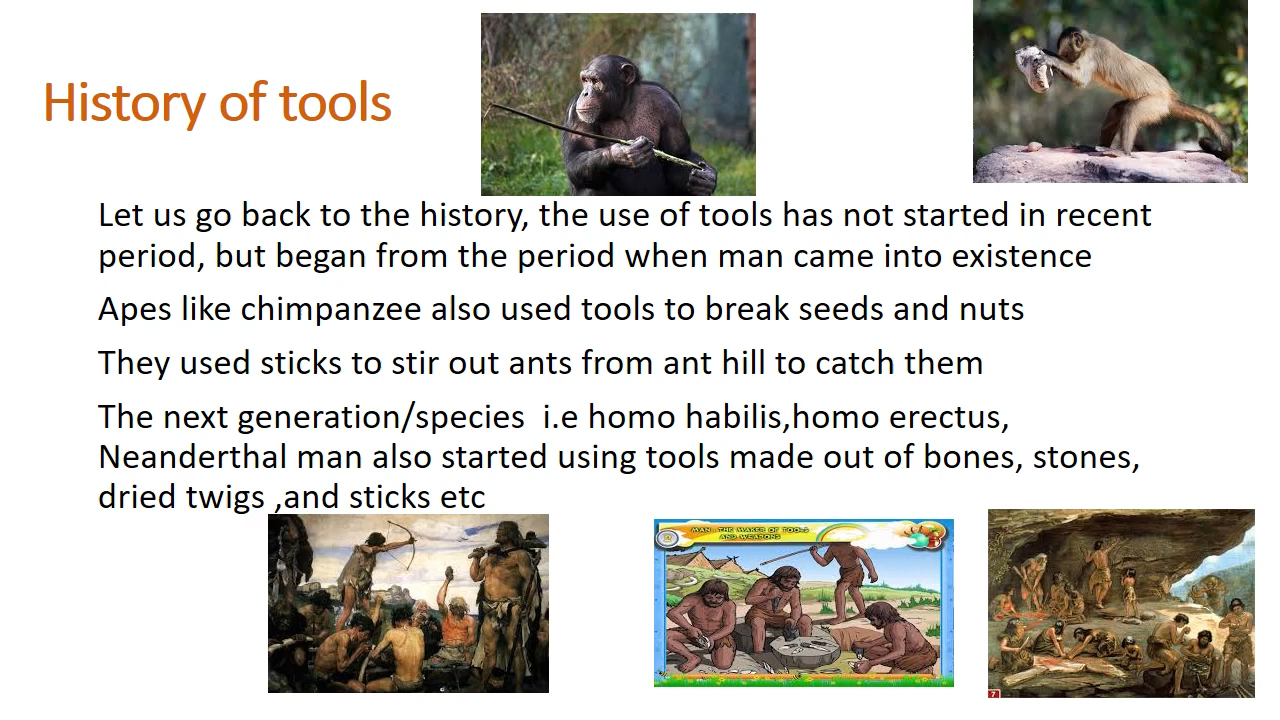 History of tools
Let us go back to the history, the use of tools has not started in recent
period, but began from the period when man came into existence
Apes like chimpanzee also used tools to break seeds and nuts
They used sticks to stir out ants from ant hill to catch them
The next generation/species  i.e homo habilis,homo erectus,
Neanderthal man also started using tools made out of bones, stones,
dried twigs ,and sticks etc
MAN: THE MAKER OF TOOLS
AND WEAPONS
7